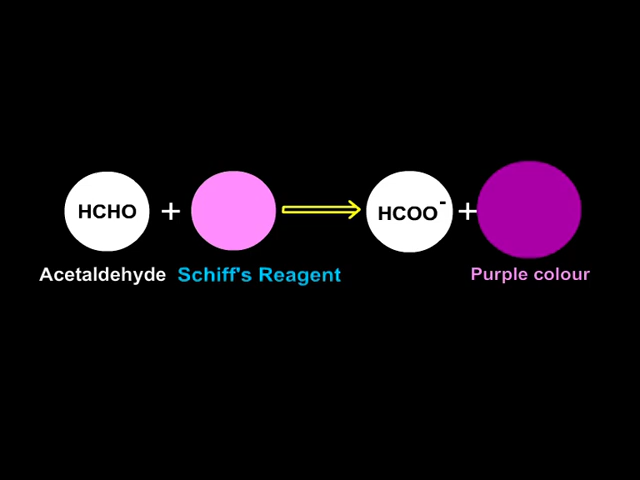 HCHO + HCOO- +
Acetaldehyde Schiff's Reagent Purple colour